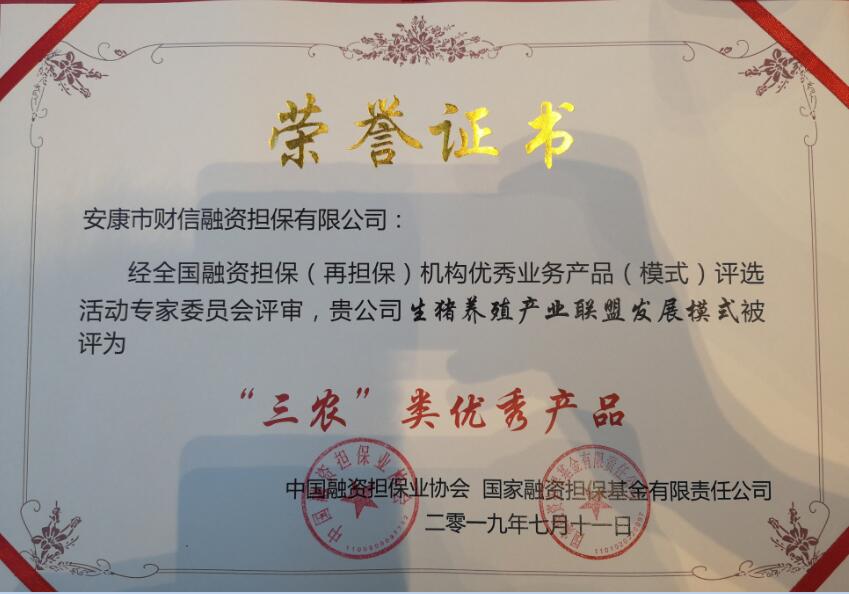 荣誉证书
安康市财信融资担保有限公司：
经全国融资担保（再担保）机构优秀业务产品（模式）评选
活动专家委员会评审，贵公司生猪养殖产业联盟发展模式被
评为
“三农”类优秀产品
中国融资担保业协会 国家融资担保基金有限责任公司
二零一九年七月十一日